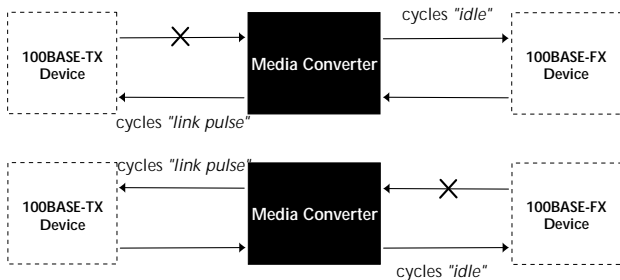 cycles "idle"
100BASE-TX
Device
Media Converter
100BASE-FX
Device
cycles "link pulse"
cycles "link pulse"
100BASE-TX
Device
Media Converter
100BASE-FX
Device
cycles "idle"